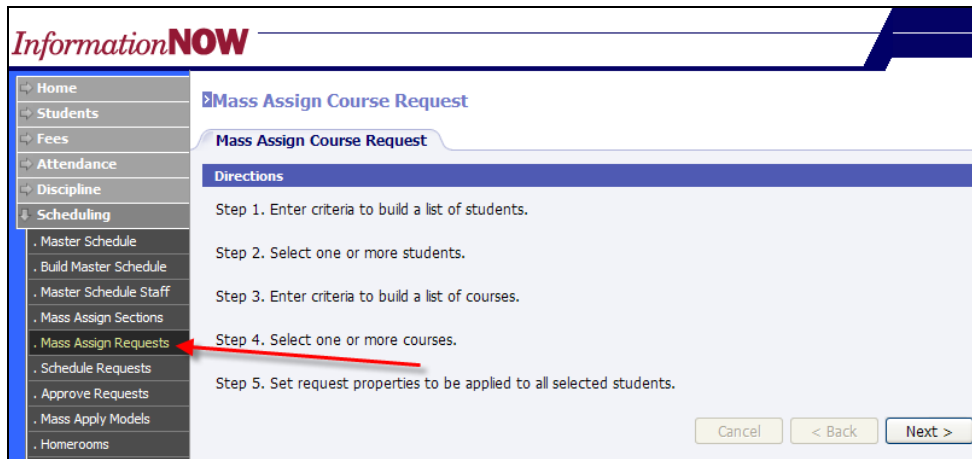 InformationNOW
Home
Students
Fees
Attendance
Discipline
Scheduling
. Master Schedule
. Build Master Schedule
. Master Schedule Staff
. Mass Assign Sections
. Mass Assign Requests
. Schedule Requests
. Approve Requests
. Mass Apply Models
. Homerooms
Mass Assign Course Request
Mass Assign Course Request
Directions
Step 1. Enter criteria to build a list of students.
Step 2. Select one or more students.
Step 3. Enter criteria to build a list of courses.
Step 4. Select one or more courses.
Step 5. Set request properties to be applied to all selected students.
Cancel < Back Next >